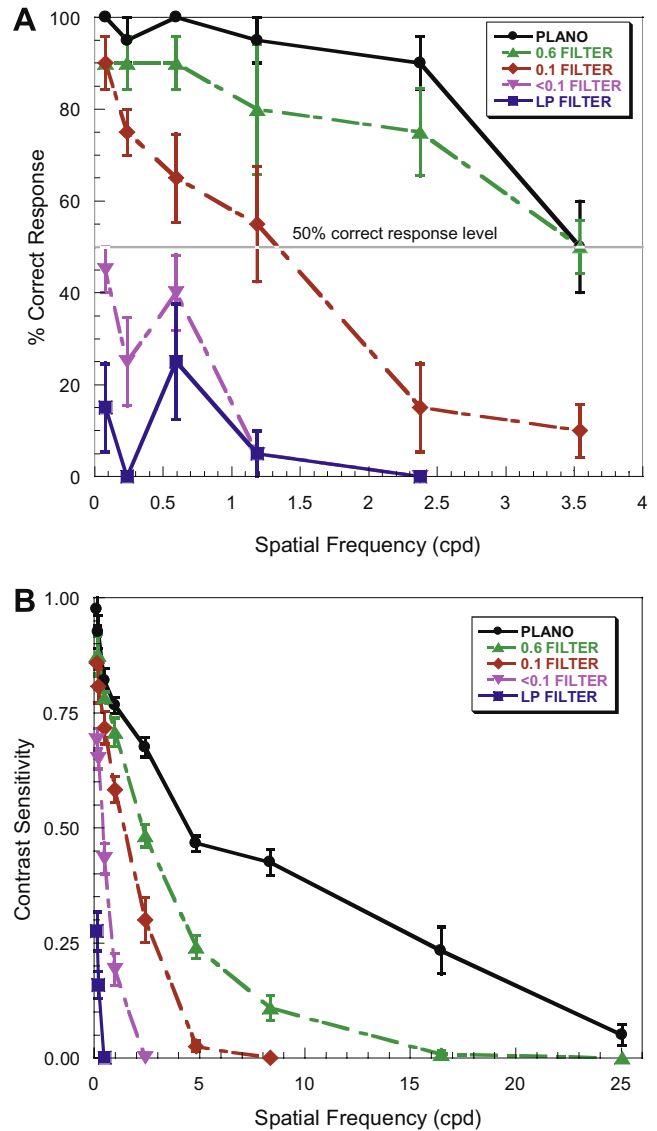 A
100
80
60
40
20
0
% Correct Response
PLANO
0.6 FILTER
0.1 FILTER
<0.1 FILTER
LP FILTER
50% correct response level
0 0.5 1 1.5 2 2.5 3 3.5 4
Spatial Frequency (cpd)
B
1.00
0.75
0.50
0.25
0.00
Contrast Sensitivity
PLANO
0.6 FILTER
0.1 FILTER
<0.1 FILTER
LP FILTER
0 5 10 15 20 25
Spatial Frequency (cpd)